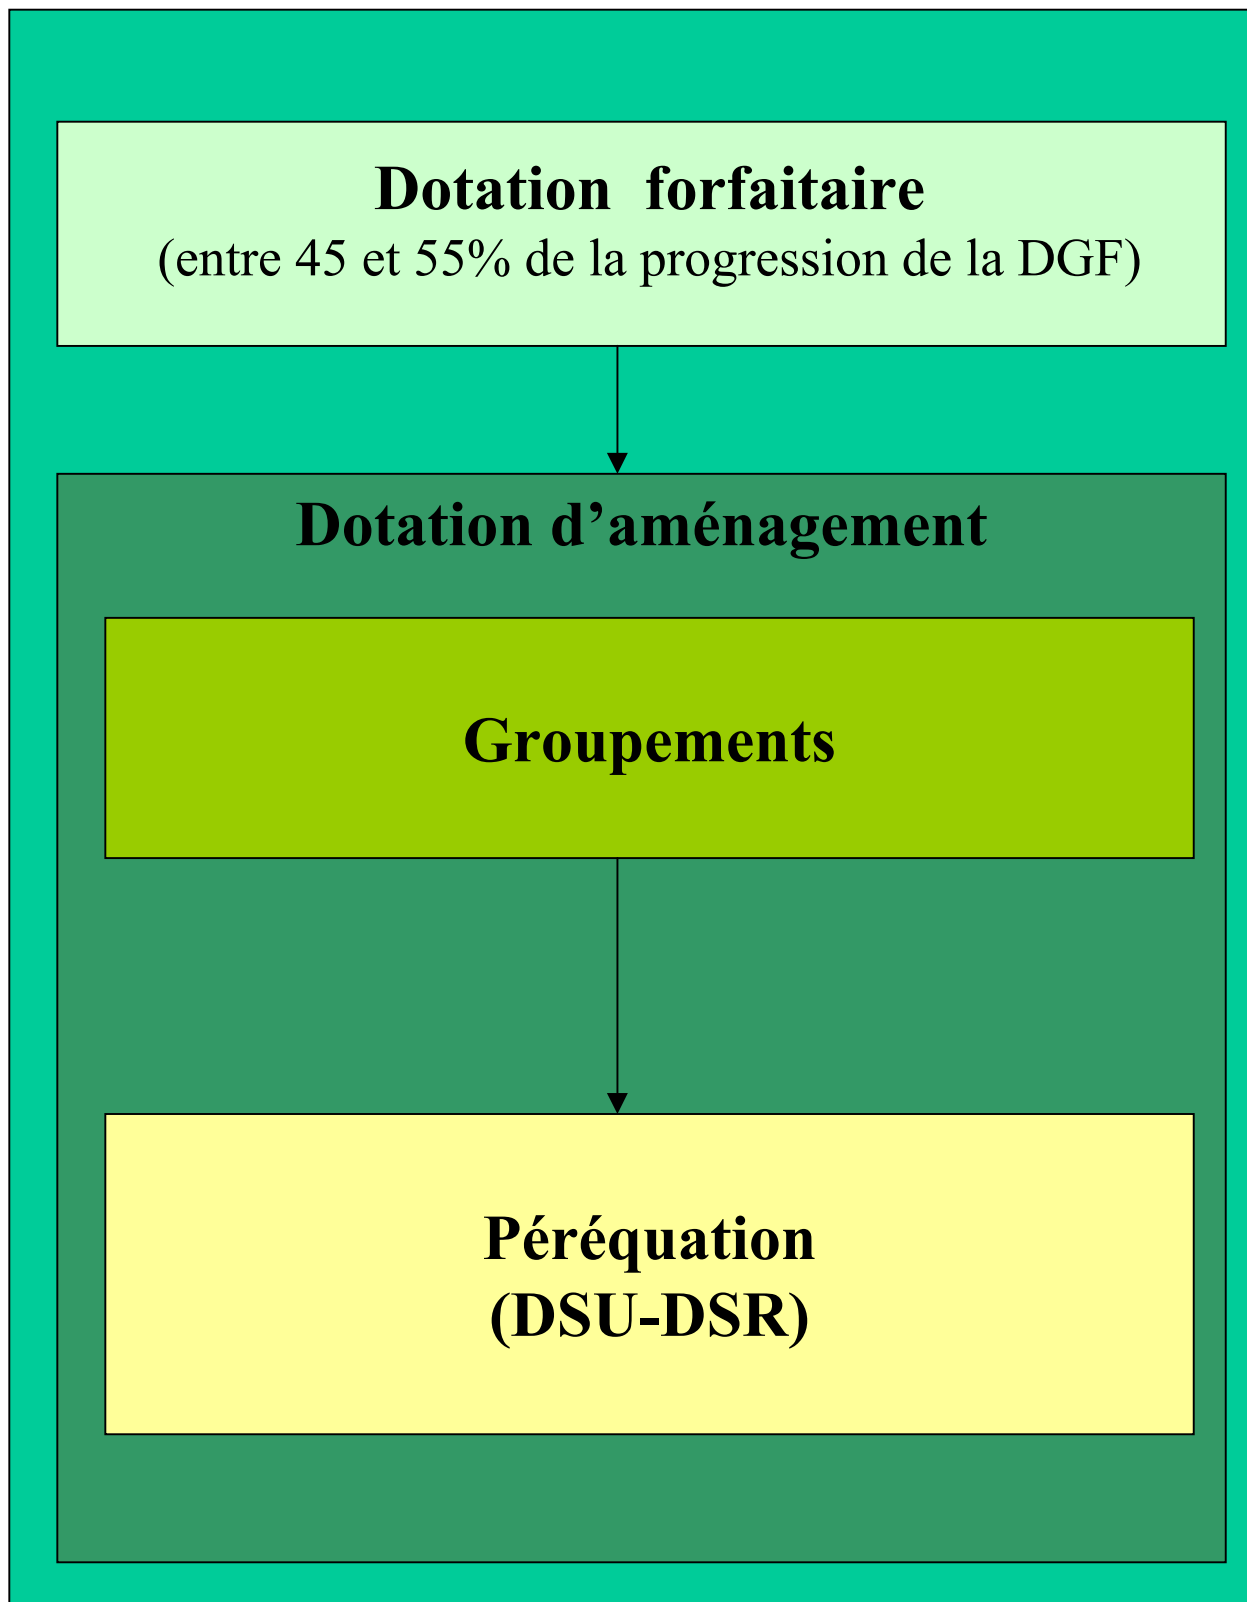 Dotation forfaitaire
(entre 45 et 55% de la progression de la DGF)
Dotation d’aménagement
Groupements
Péréquation
(DSU-DSR)